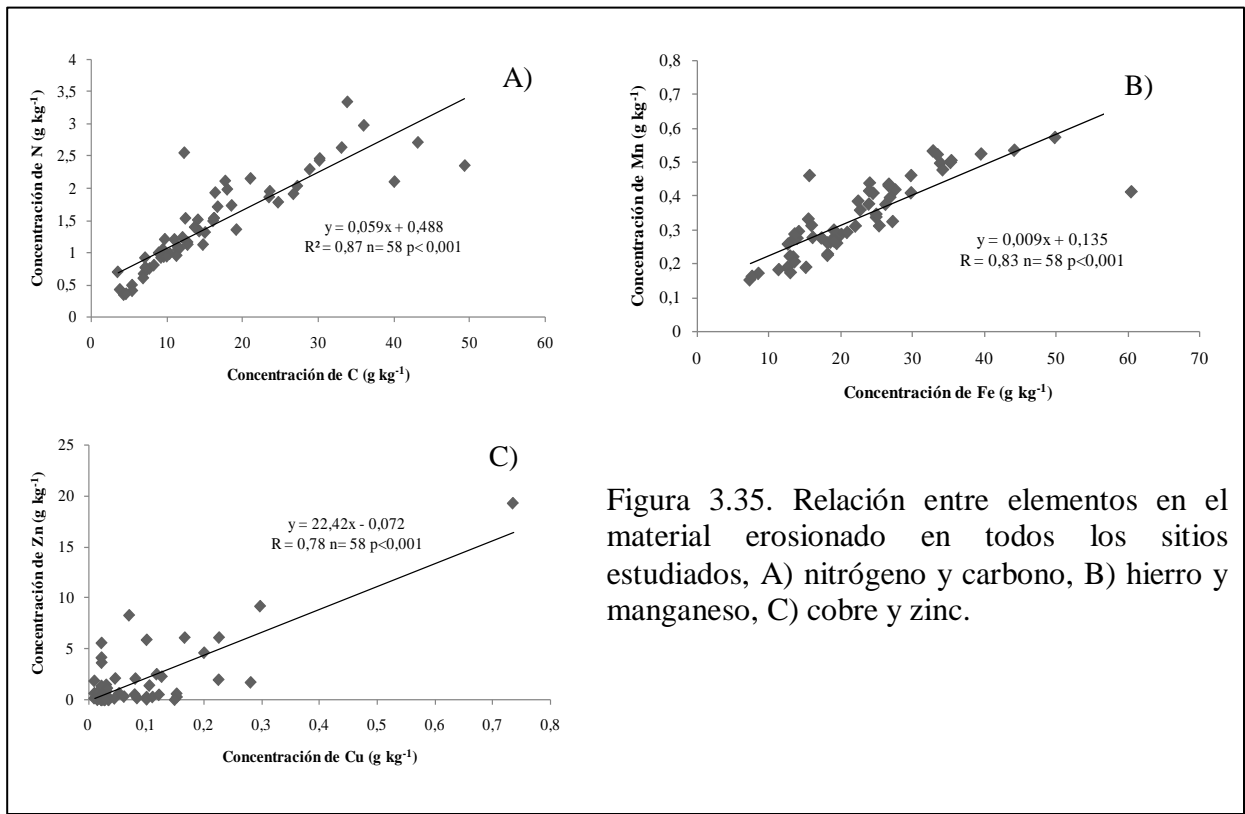 A)
Concentración de N (g kg⁻¹)
4
3,5
3
2,5
2
1,5
1
0,5
0
y = 0,059x + 0,488
R² = 0,87 n= 58 p< 0,001
0 10 20 30 40 50 60
Concentración de C (g kg⁻¹)
B)
Concentración de Mn (g kg⁻¹)
0,8
0,7
0,6
0,5
0,4
0,3
0,2
0,1
0
y = 0,009x + 0,135
R = 0,83 n= 58 p<0,001
0 10 20 30 40 50 60 70
Concentración de Fe (g kg⁻¹)
C)
Concentración de Zn (g kg⁻¹)
25
20
15
10
5
0
y = 22,42x - 0,072
R = 0,78 n= 58 p<0,001
0 0,1 0,2 0,3 0,4 0,5 0,6 0,7 0,8
Concentración de Cu (g kg⁻¹)
Figura 3.35. Relación entre elementos en el
material erosionado en todos los sitios
estudiados, A) nitrógeno y carbono, B) hierro y
manganeso, C) cobre y zinc.